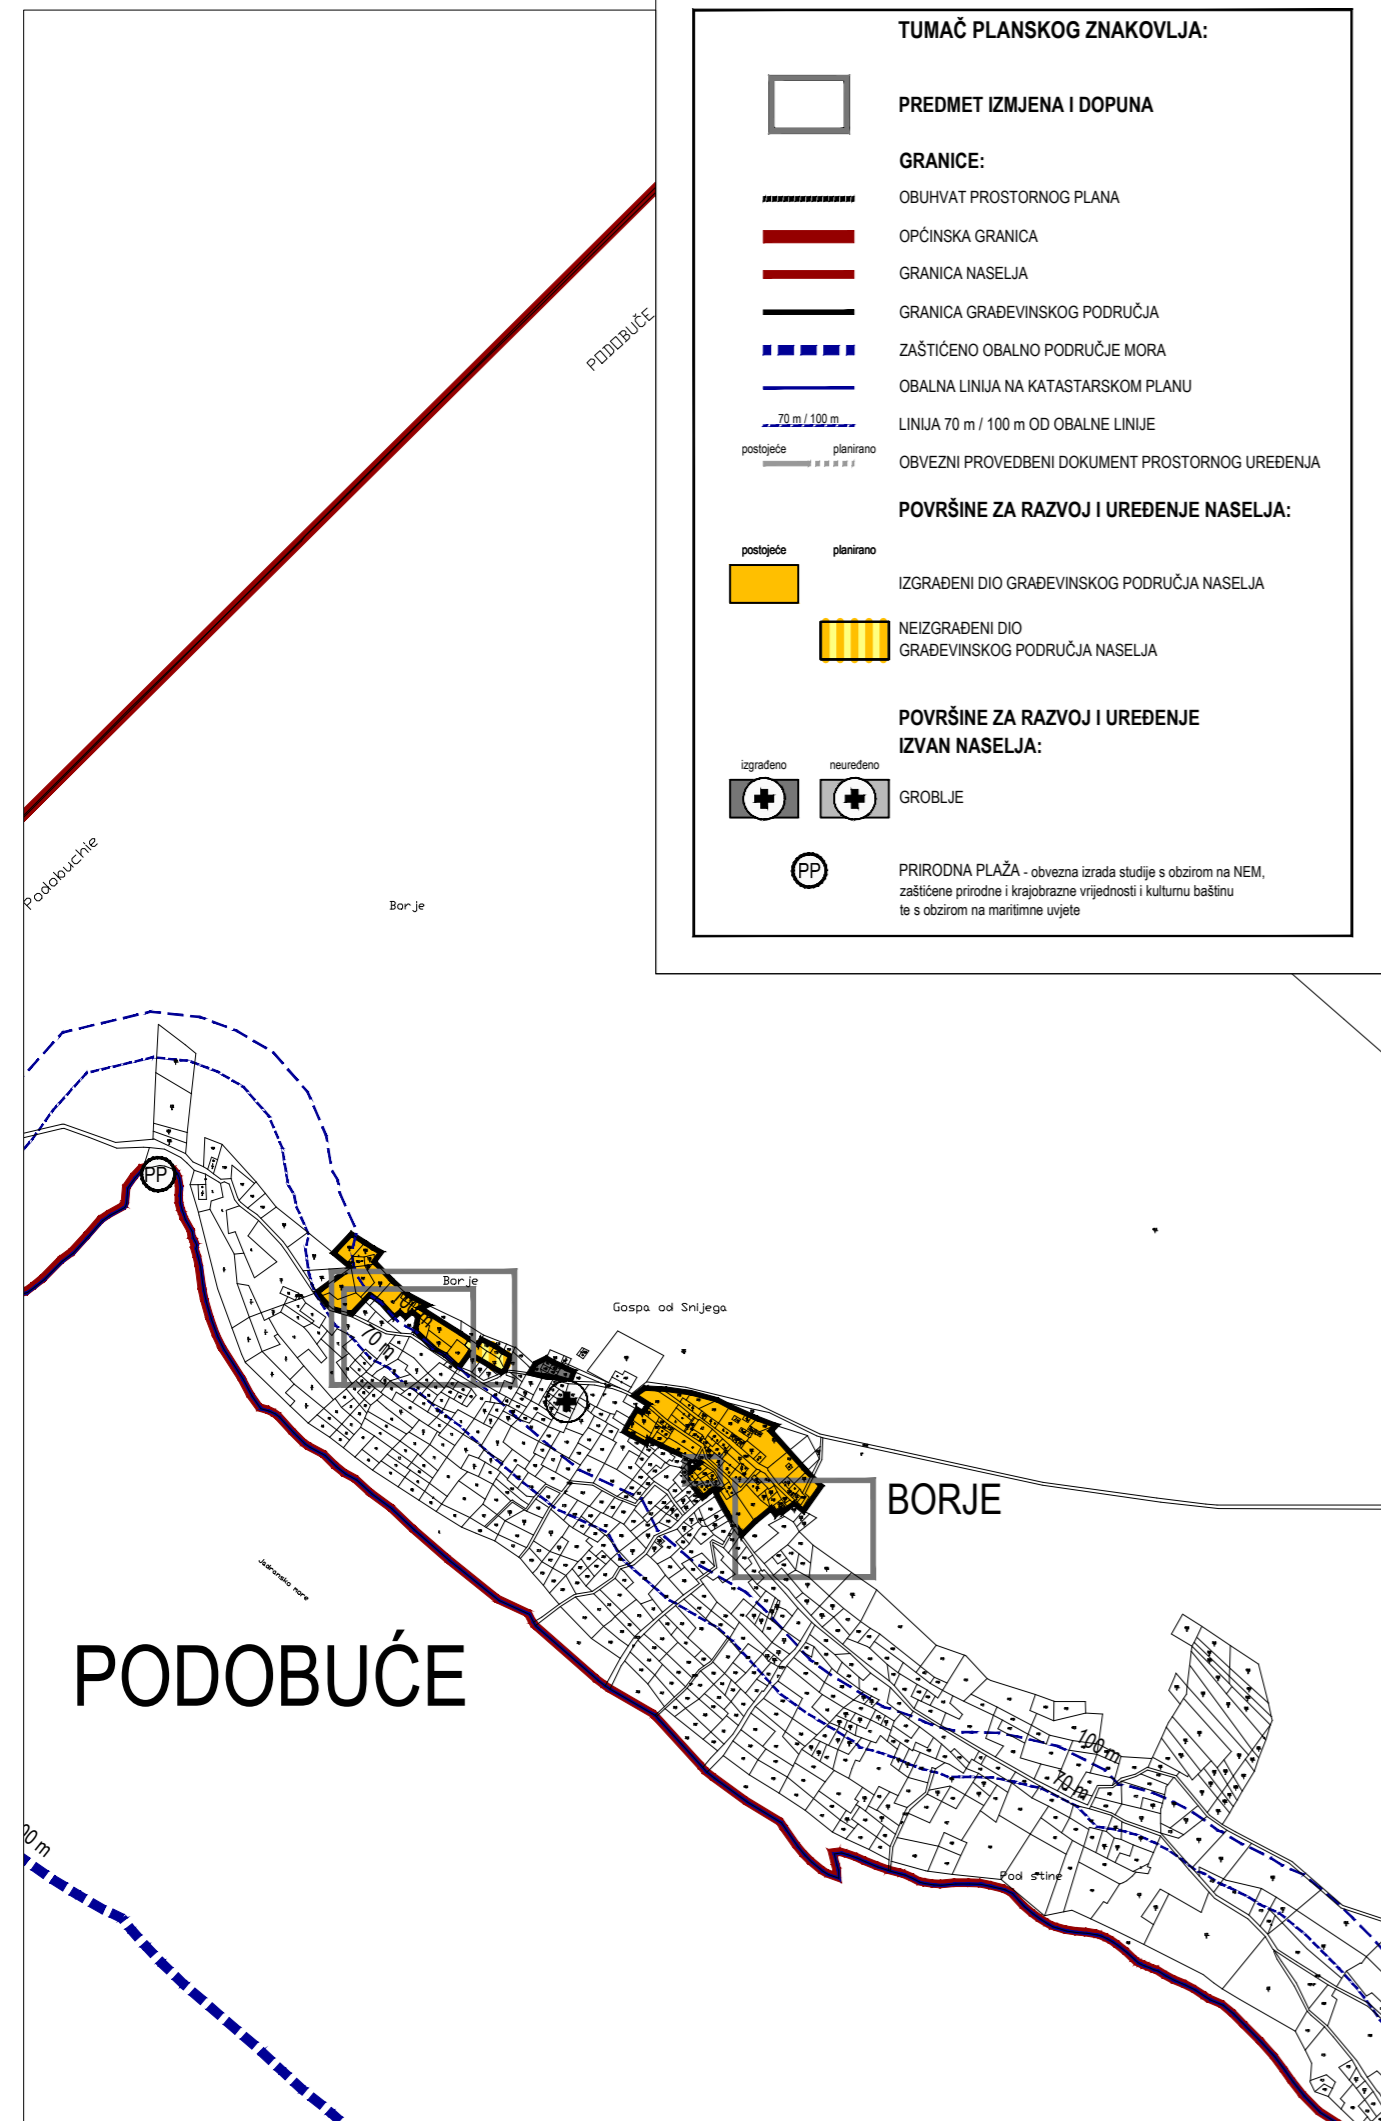 TUMAČ PLANSKOG ZNAKOVLJA:
PREDMET IZMJENA I DOPUNA
GRANICE:
OBUHVAT PROSTORNOG PLANA
OPĆINSKA GRANICA
GRANICA NASELJA
GRANICA GRAĐEVINSKOG PODRUČJA
ZAŠTIĆENO OBALNO PODRUČJE MORA
OBALNA LINIJA NA KATASTARSKOM PLANU
70 m / 100 m
LINIJA 70 m / 100 m OD OBALNE LINIJE
postojeće planirano
OBVEZNI PROVEDBENI DOKUMENT PROSTORNOG UREĐENJA
POVRŠINE ZA RAZVOJ I UREĐENJE NASELJA:
postojeće planirano
IZGRAĐENI DIO GRAĐEVINSKOG PODRUČJA NASELJA
NEIZGRAĐENI DIO
GRAĐEVINSKOG PODRUČJA NASELJA
POVRŠINE ZA RAZVOJ I UREĐENJE
IZVAN NASELJA:
izgrađeno neuređeno
GROBLJE
PP
PRIRODNA PLAŽA - obvezna izrada studije s obzirom na NEM,
zaštićene prirodne i krajobrazne vrijednosti i kulturnu baštinu
te s obzirom na maritimne uvjete
PODOBUČE
Podobuchie
Borje
PP
Borje
Gospa od Snijega
70 m
BORJE
Jadransko more
PODOBUĆE
100 m
70 m
00 m
Pod stine